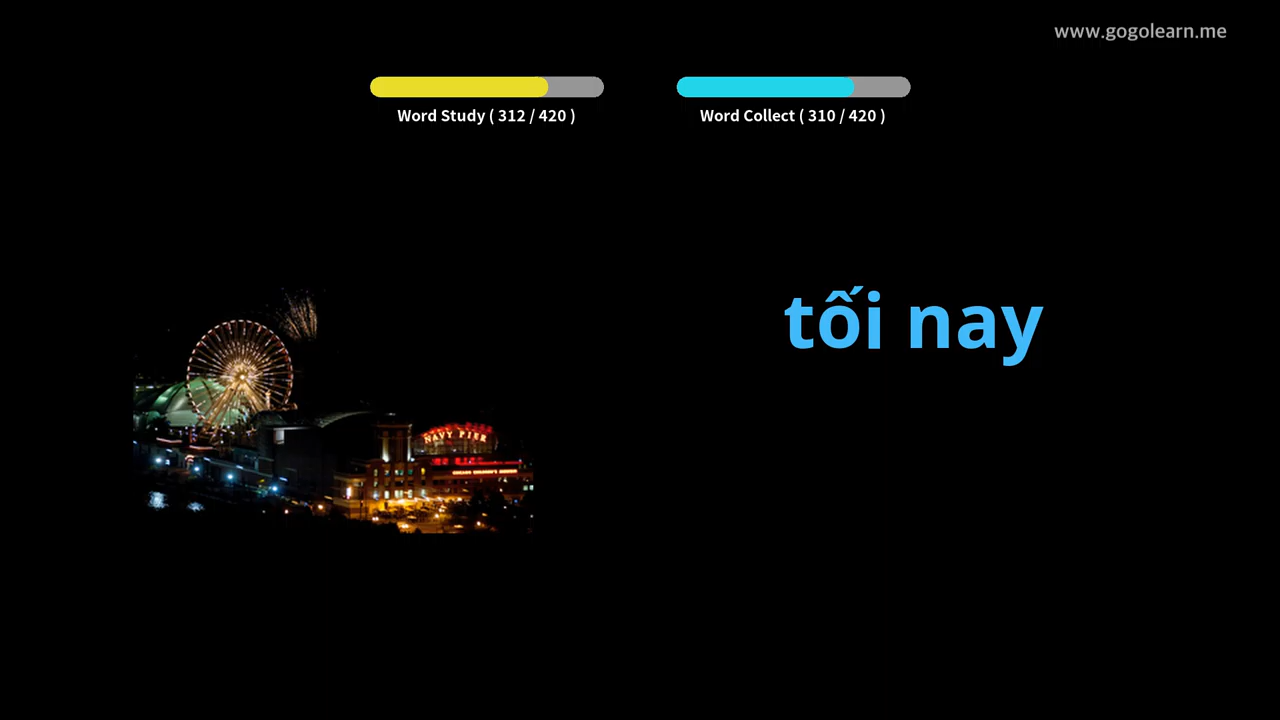 www.gogolearn.me
Word Study ( 312 / 420 )
Word Collect ( 310 / 420 )
tối nay
NAVY PIER